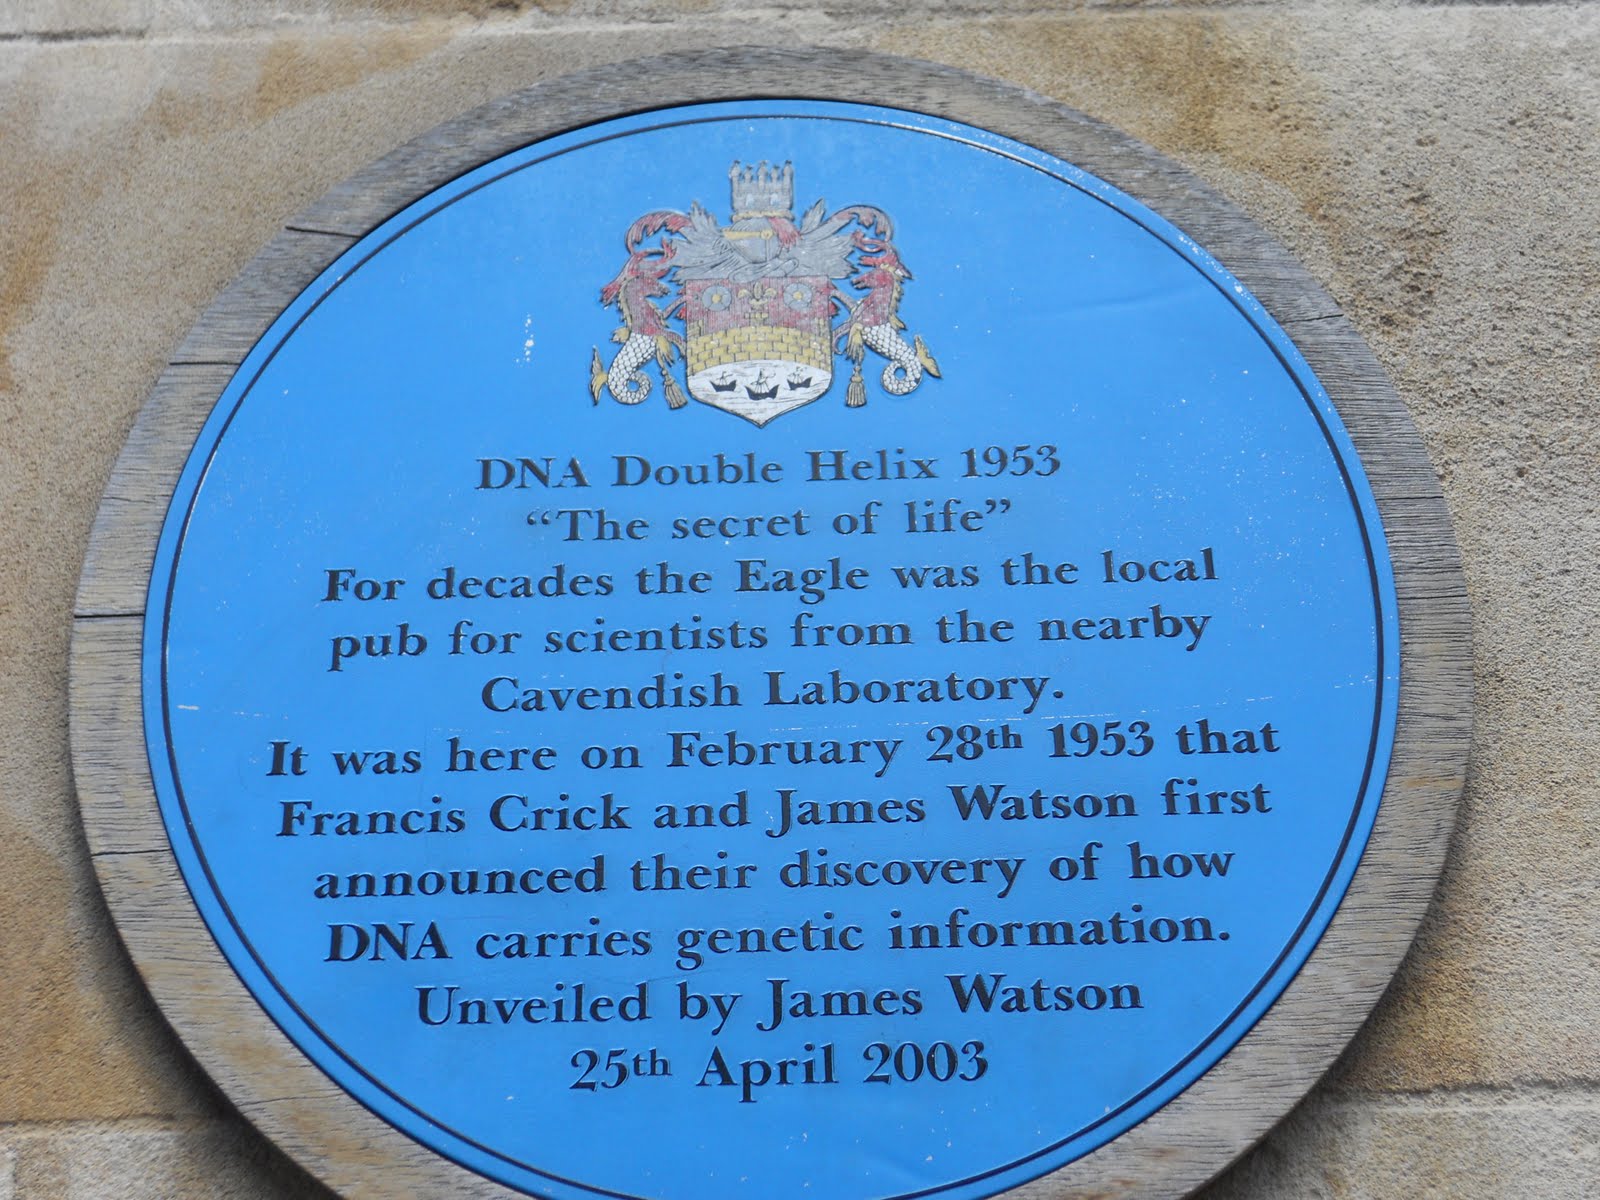 DNA Double Helix 1953
“The secret of life”
For decades the Eagle was the local
pub for scientists from the nearby
Cavendish Laboratory.
It was here on February 28th 1953 that
Francis Crick and James Watson first
announced their discovery of how
DNA carries genetic information.
Unveiled by James Watson
25th April 2003